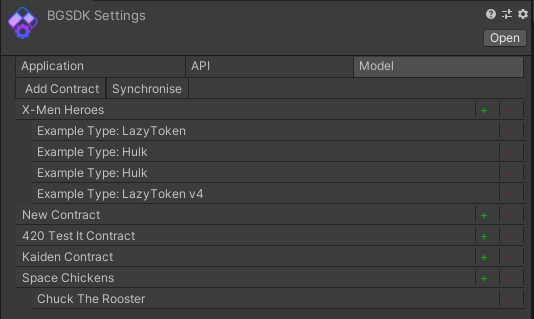 BGSDK Settings
Open
Application API Model
Add Contract Synchronise
X-Men Heroes + -
Example Type: LazyToken
Example Type: Hulk
Example Type: Hulk
Example Type: LazyToken v4
New Contract +
420 Test It Contract +
Kaiden Contract +
Space Chickens +
Chuck The Rooster